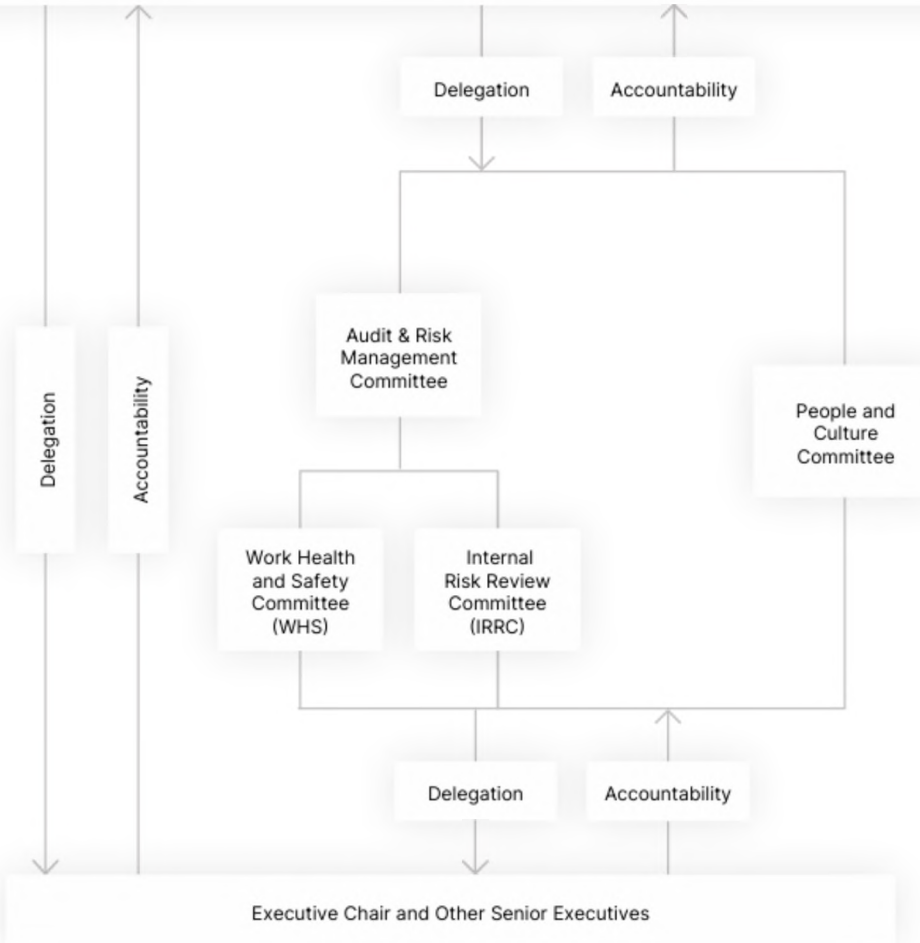 Delegation
Accountability
Audit & Risk
Management
Committee
People and
Culture
Committee
Delegation
Accountability
Work Health
and Safety
Committee
(WHS)
Internal
Risk Review
Committee
(IRRC)
Delegation
Accountability
Executive Chair and Other Senior Executives